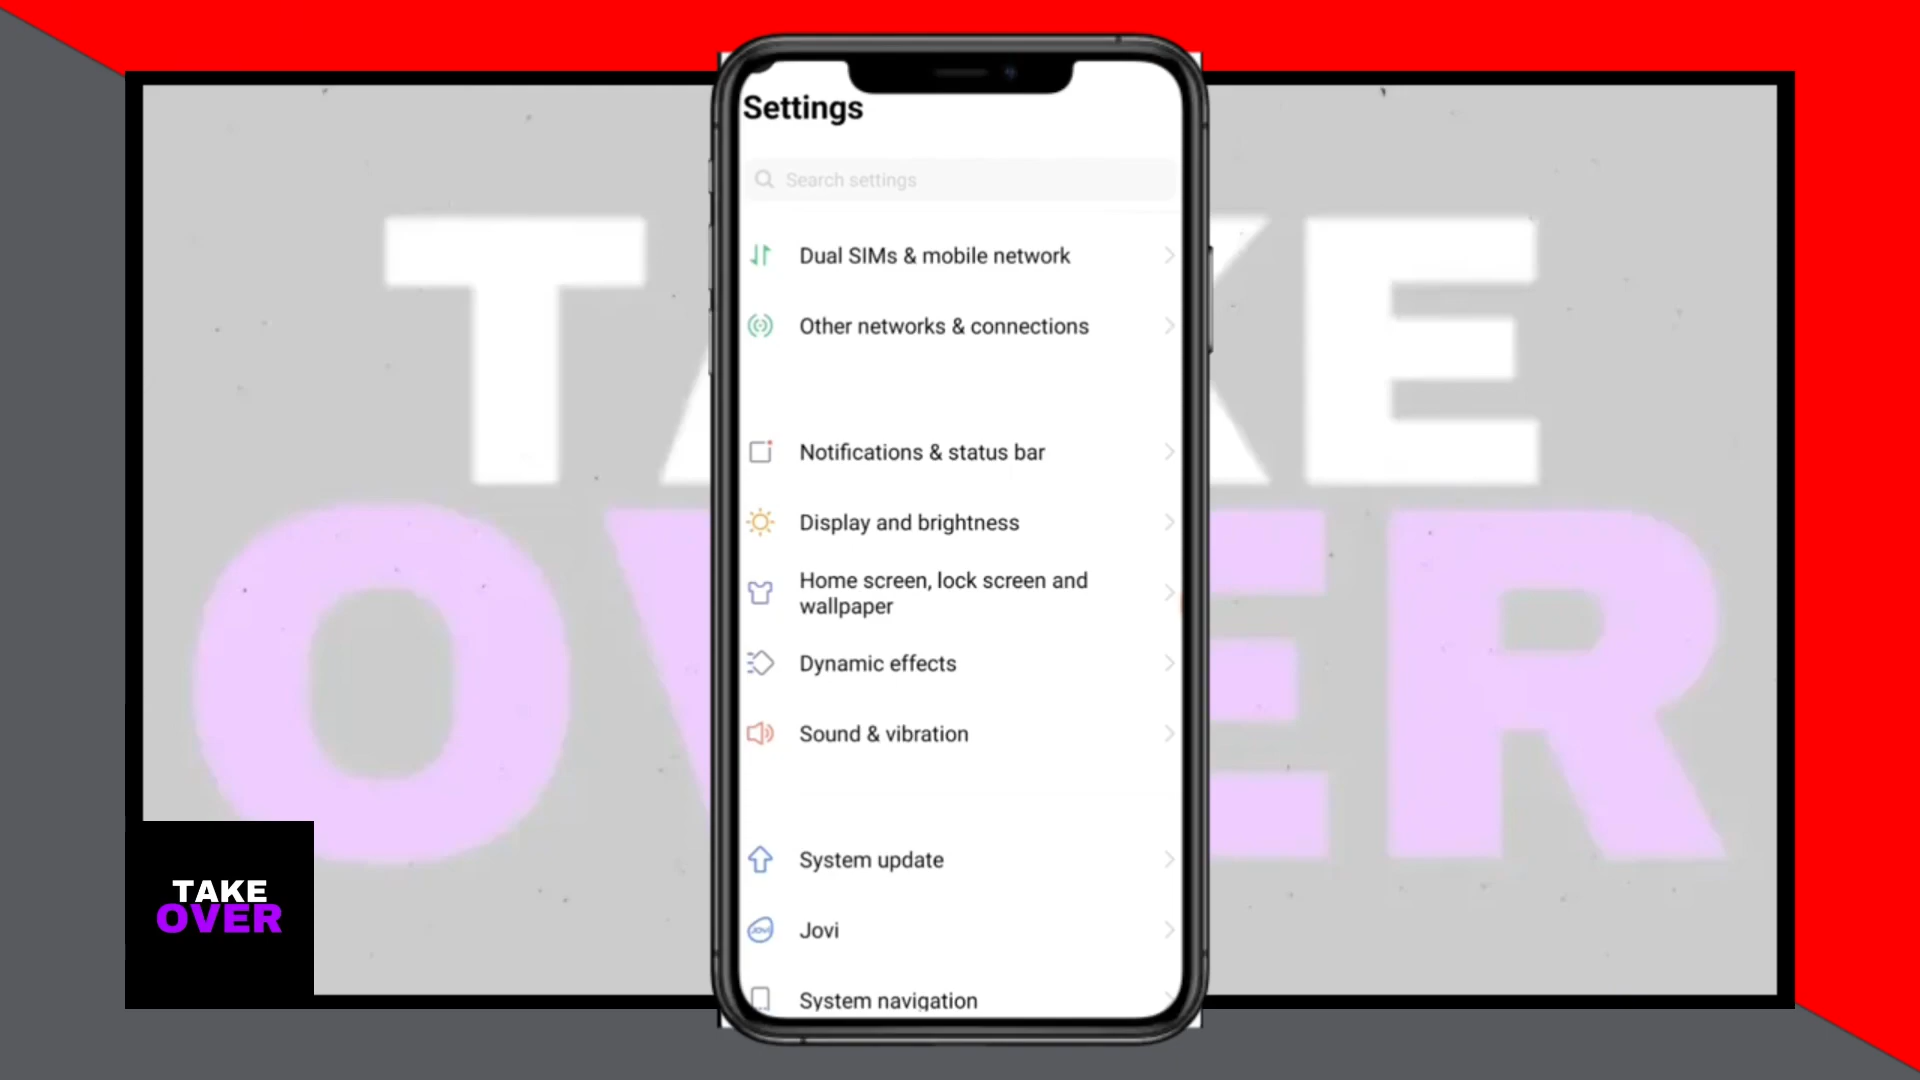 TAKE
OVER
Settings
Search settings
Dual SIMs & mobile network
Other networks & connections
Notifications & status bar
Display and brightness
Home screen, lock screen and
wallpaper
Dynamic effects
Sound & vibration
System update
JOVI
Jovi
System navigation
TAKE
OVER